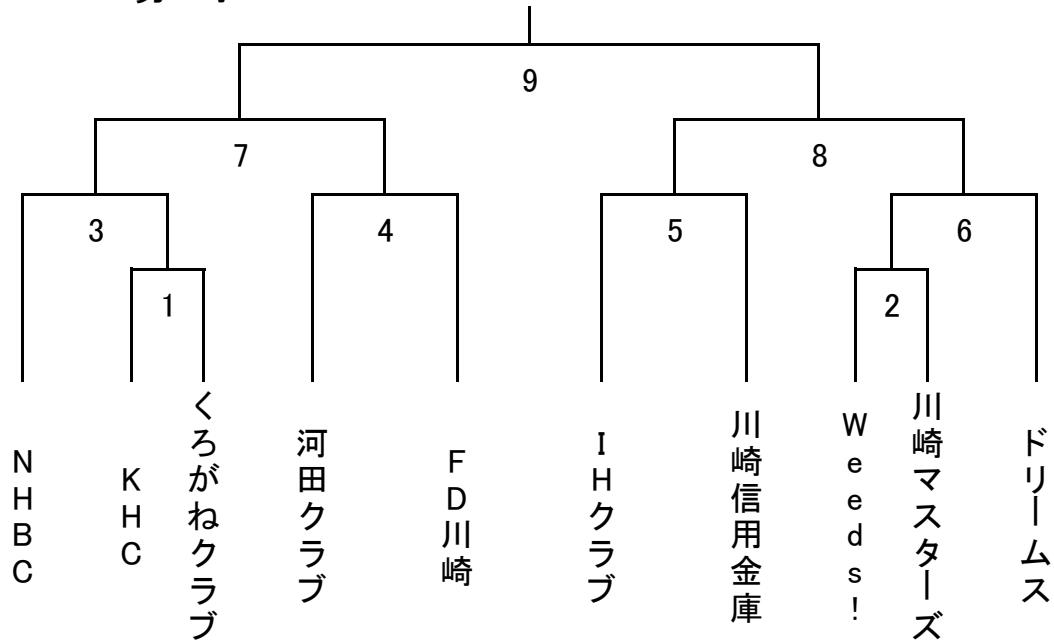 9
7
8
3
4
5
6
1
2
NHBC
KHC
くろがねクラブ
河田クラブ
FD川崎
IHクラブ
川崎信用金庫
Weeds!
川崎マスターズ
ドリームス